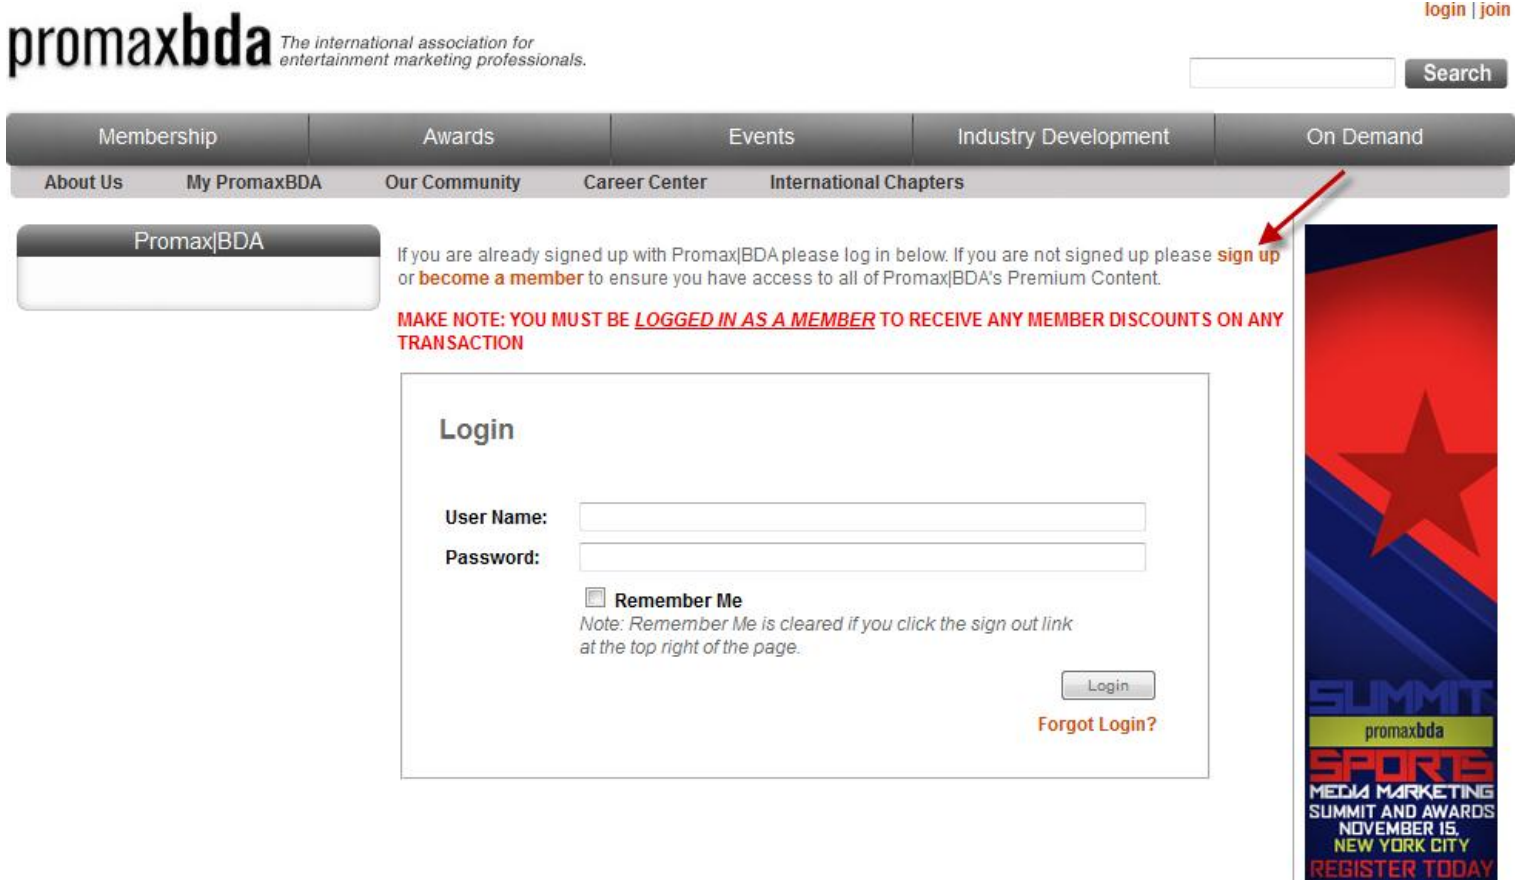 login | join
promaxbda The international association for
entertainment marketing professionals.
Search
Membership Awards Events Industry Development On Demand
About Us My PromaxBDA Our Community Career Center International Chapters
Promax|BDA
If you are already signed up with Promax|BDA please log in below. If you are not signed up please sign up
or become a member to ensure you have access to all of Promax|BDA's Premium Content.
MAKE NOTE: YOU MUST BE LOGGED IN AS A MEMBER TO RECEIVE ANY MEMBER DISCOUNTS ON ANY
TRANSACTION
Login
User Name:
Password:
Remember Me
Note: Remember Me is cleared if you click the sign out link
at the top right of the page.
Login
Forgot Login?
SUMMIT
promaxbda
SPORTS
MEDIA MARKETING
SUMMIT AND AWARDS
NOVEMBER 15,
NEW YORK CITY
REGISTER TODAY